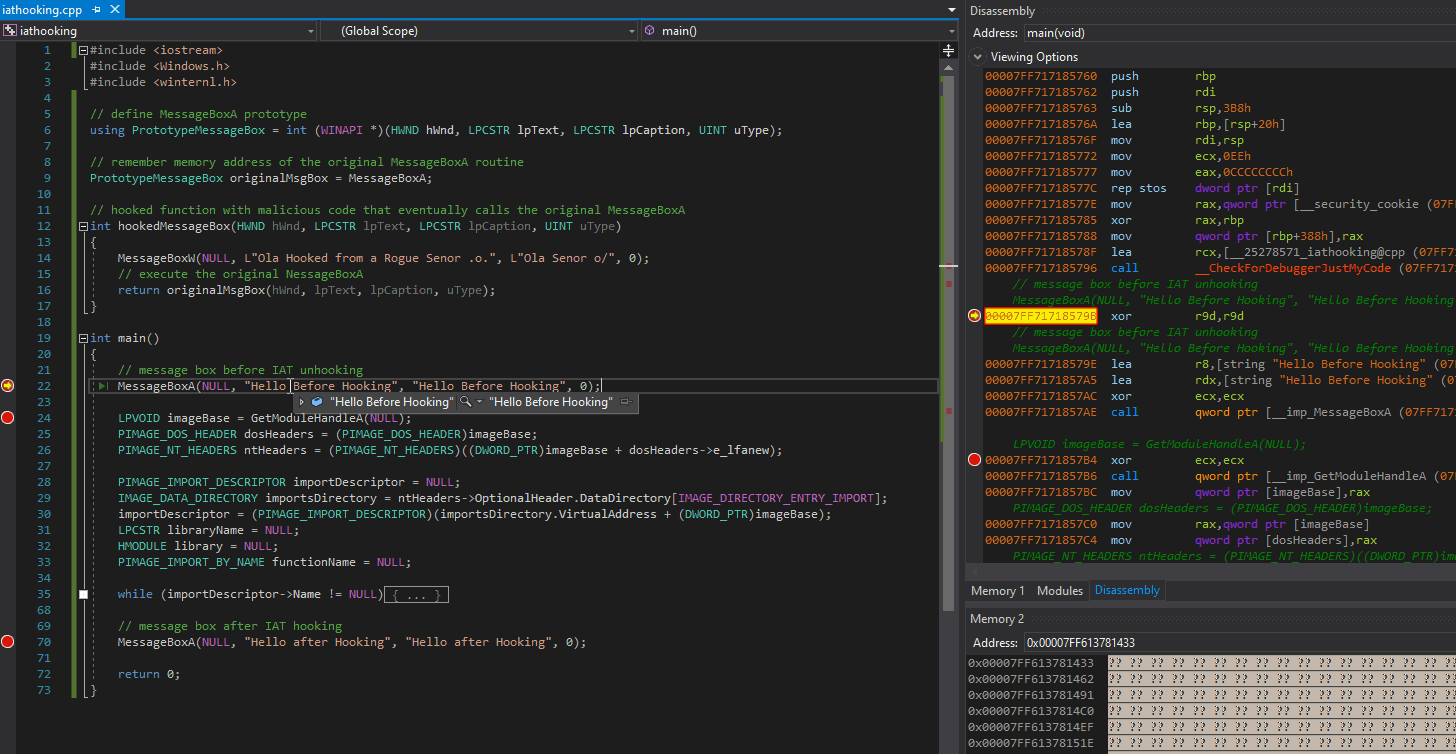 iathooking.cpp
iathooking (Global Scope) main()
1 #include <iostream>
2 #include <Windows.h>
3 #include <winternl.h>
4
5 // define MessageBoxA prototype
6 using PrototypeMessageBox = int (WINAPI *)(HWND hWnd, LPCSTR lpText, LPCSTR lpCaption, UINT uType);
7
8 // remember memory address of the original MessageBoxA routine
9 PrototypeMessageBox originalMsgBox = MessageBoxA;
10
11 // hooked function with malicious code that eventually calls the original MessageBoxA
12 int hookedMessageBox(HWND hWnd, LPCSTR lpText, LPCSTR lpCaption, UINT uType)
13 {
14 MessageBoxW(NULL, L"Ola Hooked from a Rogue Senor .o.", L"Ola Senor o/", 0);
15 // execute the original NessageBoxA
16 return originalMsgBox(hWnd, lpText, lpCaption, uType);
17 }
18
19 int main()
20 {
21 // message box before IAT unhooking
22 MessageBoxA(NULL, "Hello Before Hooking", "Hello Before Hooking", 0);
"Hello Before Hooking" "Hello Before Hooking"
23
24 LPVOID imageBase = GetModuleHandleA(NULL);
25 PIMAGE_DOS_HEADER dosHeaders = (PIMAGE_DOS_HEADER)imageBase;
26 PIMAGE_NT_HEADERS ntHeaders = (PIMAGE_NT_HEADERS)((DWORD_PTR)imageBase + dosHeaders->e_lfanew);
27
28 PIMAGE_IMPORT_DESCRIPTOR importDescriptor = NULL;
29 IMAGE_DATA_DIRECTORY importsDirectory = ntHeaders->OptionalHeader.DataDirectory[IMAGE_DIRECTORY_ENTRY_IMPORT];
30 importDescriptor = (PIMAGE_IMPORT_DESCRIPTOR)(importsDirectory.VirtualAddress + (DWORD_PTR)imageBase);
31 LPCSTR libraryName = NULL;
32 HMODULE library = NULL;
33 PIMAGE_IMPORT_BY_NAME functionName = NULL;
34
35 while (importDescriptor->Name != NULL){ ... }
68
69 // message box after IAT hooking
70 MessageBoxA(NULL, "Hello after Hooking", "Hello after Hooking", 0);
71
72 return 0;
73 }
Disassembly
Address: main(void)
Viewing Options
00007FF717185760 push rbp
00007FF717185762 push rdi
00007FF717185763 sub rsp,3B8h
00007FF71718576A lea rbp,[rsp+20h]
00007FF71718576F mov rdi,rsp
00007FF717185772 mov ecx,0EEh
00007FF717185777 mov eax,0CCCCCCCCh
00007FF71718577C rep stos dword ptr [rdi]
00007FF71718577E mov rax,qword ptr [__security_cookie (07FF
00007FF717185785 xor rax,rbp
00007FF717185788 mov qword ptr [rbp+388h],rax
00007FF71718578F lea rcx,[__25278571_iathooking@cpp (07FF7
00007FF717185796 call __CheckForDebuggerJustMyCode (07FF71
// message box before IAT unhooking
MessageBoxA(NULL, "Hello Before Hooking", "Hello Before Hooking
00007FF71718579B xor r9d,r9d
// message box before IAT unhooking
MessageBoxA(NULL, "Hello Before Hooking", "Hello Before Hooking
00007FF71718579E lea r8,[string "Hello Before Hooking" (07
00007FF7171857A5 lea rdx,[string "Hello Before Hooking" (0
00007FF7171857AC xor ecx,ecx
00007FF7171857AE call qword ptr [__imp_MessageBoxA (07FF71
LPVOID imageBase = GetModuleHandleA(NULL);
00007FF7171857B4 xor ecx,ecx
00007FF7171857B6 call qword ptr [__imp_GetModuleHandleA (07
00007FF7171857BC mov qword ptr [imageBase],rax
PIMAGE_DOS_HEADER dosHeaders = (PIMAGE_DOS_HEADER)imageBase;
00007FF7171857C0 mov rax,qword ptr [imageBase]
00007FF7171857C4 mov qword ptr [dosHeaders],rax
PIMAGE_NT_HEADERS ntHeaders = (PIMAGE_NT_HEADERS)((DWORD_PTR)im
Memory 1 Modules Disassembly
Memory 2
Address: 0x00007FF613781433
0x00007FF613781433 ?? ?? ?? ?? ?? ?? ?? ?? ?? ?? ?? ?? ?? ?? ?? ??
0x00007FF613781462 ?? ?? ?? ?? ?? ?? ?? ?? ?? ?? ?? ?? ?? ?? ?? ??
0x00007FF613781491 ?? ?? ?? ?? ?? ?? ?? ?? ?? ?? ?? ?? ?? ?? ?? ??
0x00007FF6137814C0 ?? ?? ?? ?? ?? ?? ?? ?? ?? ?? ?? ?? ?? ?? ?? ??
0x00007FF6137814EF ?? ?? ?? ?? ?? ?? ?? ?? ?? ?? ?? ?? ?? ?? ?? ??
0x00007FF61378151E ?? ?? ?? ?? ?? ?? ?? ?? ?? ?? ?? ?? ?? ?? ?? ??